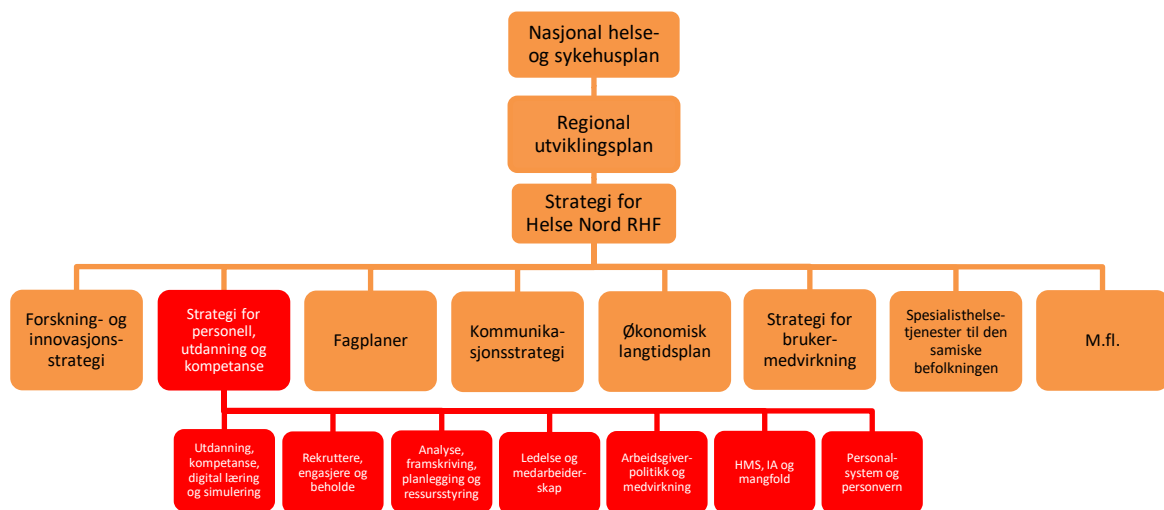 Nasjonal helse-
og sykehusplan
Regional
utviklingsplan
Strategi for
Helse Nord RHF
Forskning- og
innovasjons-
strategi
Strategi for
personell,
utdanning og
kompetanse
Fagplaner
Kommunika-
sjonsstrategi
Økonomisk
langtidsplan
Strategi for
bruker-
medvirkning
Spesialisthelse-
tjenester til den
samiske
befolkningen
M.fl.
Utdanning,
kompetanse,
digital læring
og simulering
Rekruttere,
engasjere og
beholde
Analyse,
framskriving,
planlegging og
ressursstyring
Ledelse og
medarbeider-
skap
Arbeidsgiver-
politikk og
medvirkning
HMS, IA og
mangfold
Personal-
system og
personvern